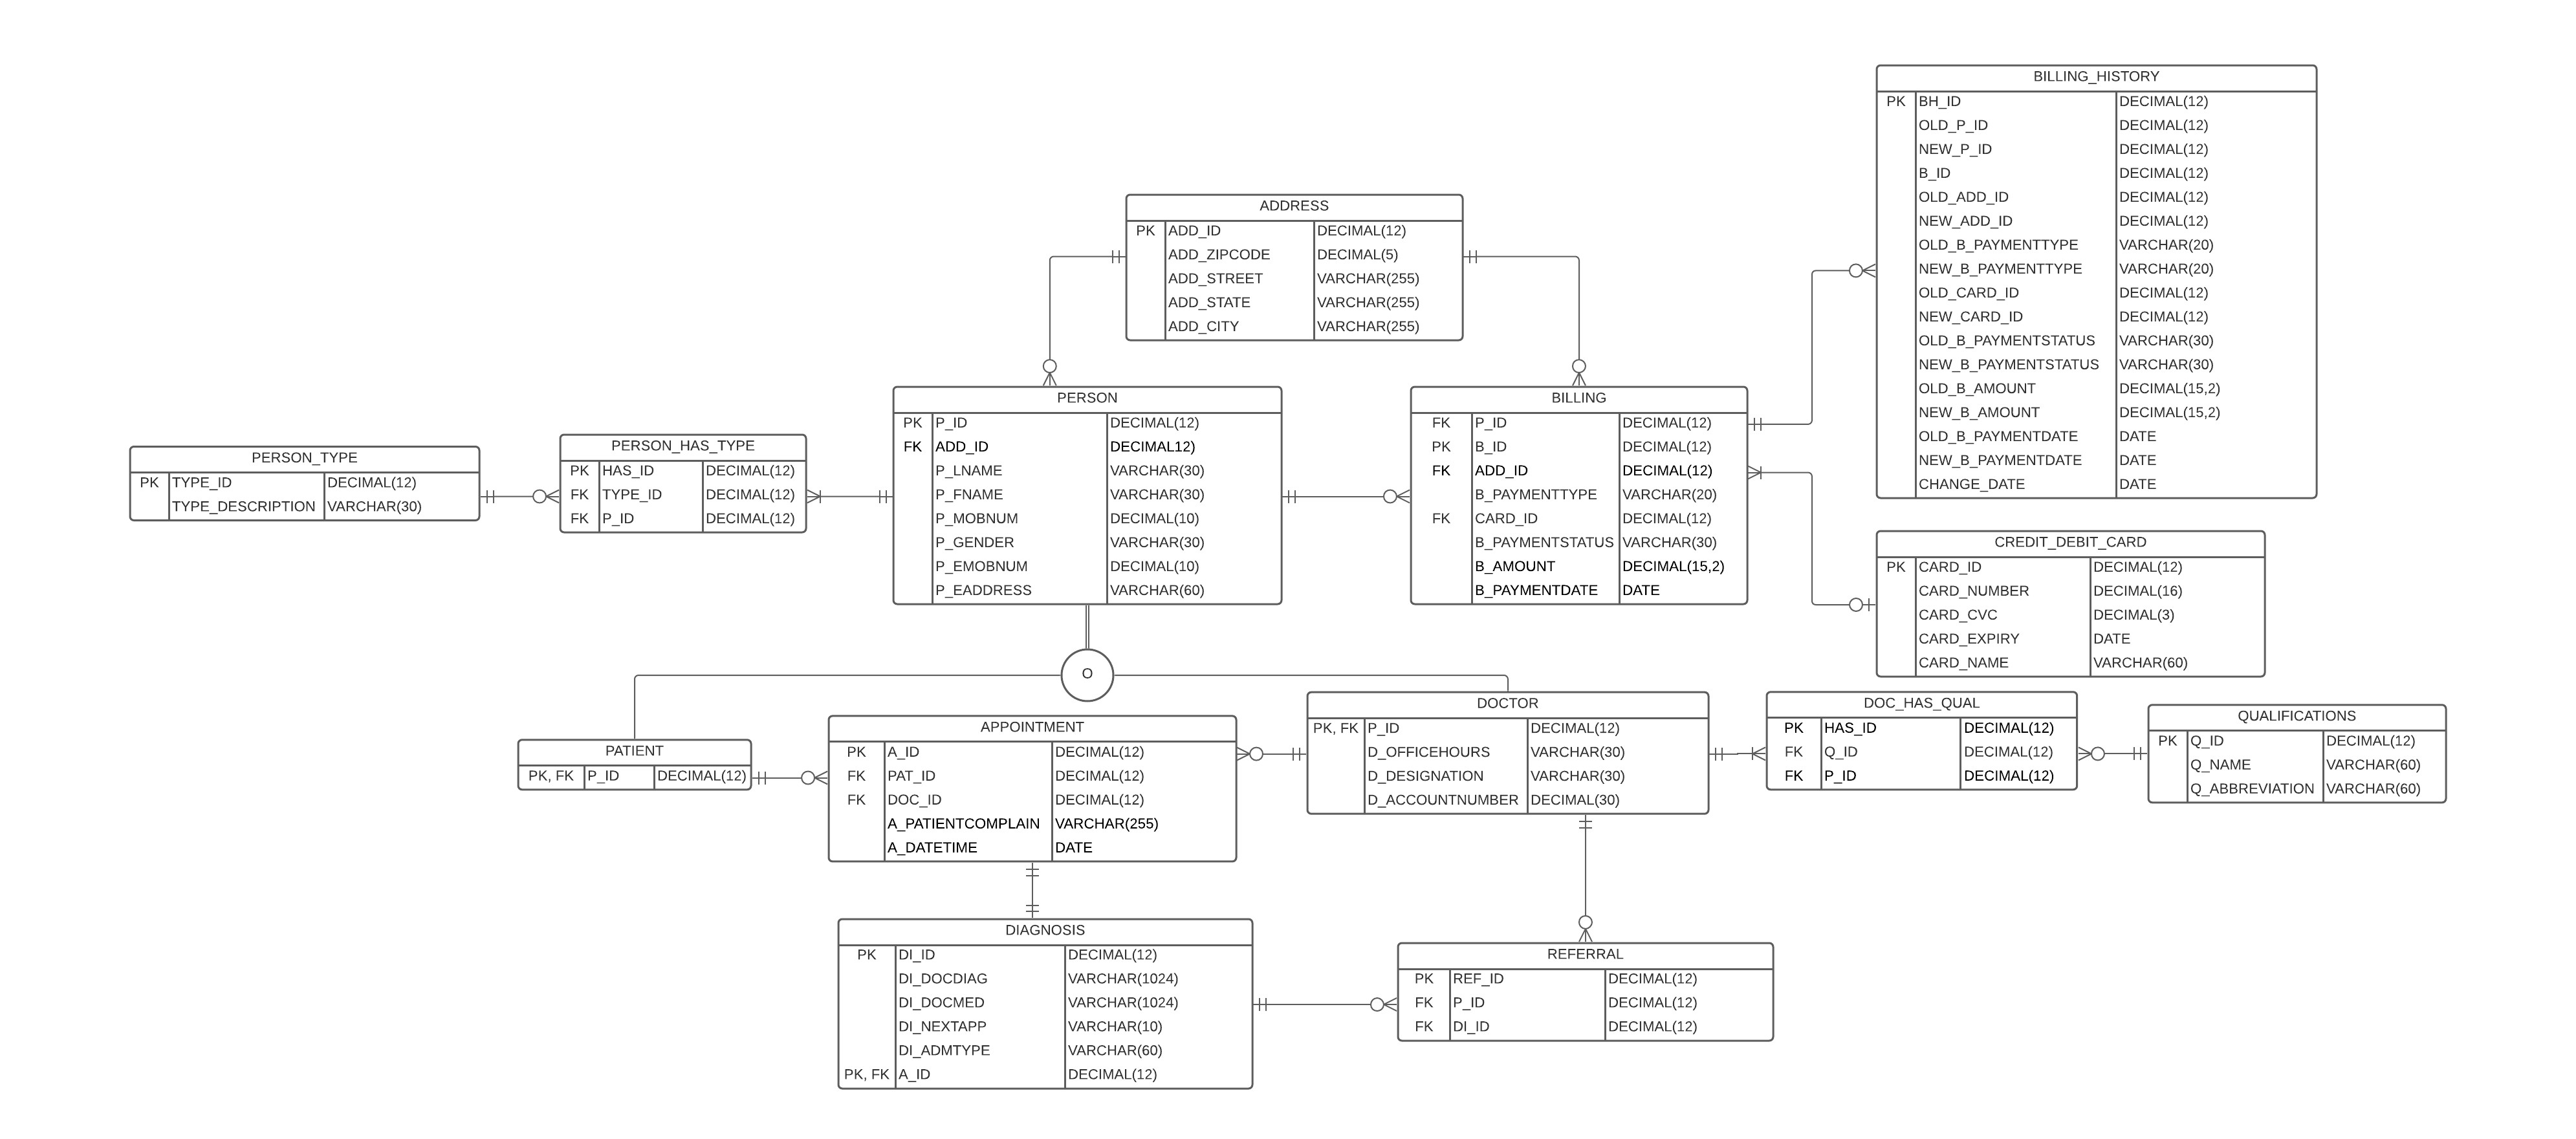 BILLING_HISTORY
PK BH_ID DECIMAL(12)
OLD_P_ID DECIMAL(12)
NEW_P_ID DECIMAL(12)
B_ID DECIMAL(12)
OLD_ADD_ID DECIMAL(12)
NEW_ADD_ID DECIMAL(12)
OLD_B_PAYMENTTYPE VARCHAR(20)
NEW_B_PAYMENTTYPE VARCHAR(20)
OLD_CARD_ID DECIMAL(12)
NEW_CARD_ID DECIMAL(12)
OLD_B_PAYMENTSTATUS VARCHAR(30)
NEW_B_PAYMENTSTATUS VARCHAR(30)
OLD_B_AMOUNT DECIMAL(15,2)
NEW_B_AMOUNT DECIMAL(15,2)
OLD_B_PAYMENTDATE DATE
NEW_B_PAYMENTDATE DATE
CHANGE_DATE DATE
ADDRESS
PK ADD_ID DECIMAL(12)
ADD_ZIPCODE DECIMAL(5)
ADD_STREET VARCHAR(255)
ADD_STATE VARCHAR(255)
ADD_CITY VARCHAR(255)
PERSON_TYPE
PK TYPE_ID DECIMAL(12)
TYPE_DESCRIPTION VARCHAR(30)
PERSON_HAS_TYPE
PK HAS_ID DECIMAL(12)
FK TYPE_ID DECIMAL(12)
FK P_ID DECIMAL(12)
PERSON
PK P_ID DECIMAL(12)
FK ADD_ID DECIMAL12)
P_LNAME VARCHAR(30)
P_FNAME VARCHAR(30)
P_MOBNUM DECIMAL(10)
P_GENDER VARCHAR(30)
P_EMOBNUM DECIMAL(10)
P_EADDRESS VARCHAR(60)
BILLING
FK P_ID DECIMAL(12)
PK B_ID DECIMAL(12)
FK ADD_ID DECIMAL(12)
B_PAYMENTTYPE VARCHAR(20)
FK CARD_ID DECIMAL(12)
B_PAYMENTSTATUS VARCHAR(30)
B_AMOUNT DECIMAL(15,2)
B_PAYMENTDATE DATE
CREDIT_DEBIT_CARD
PK CARD_ID DECIMAL(12)
CARD_NUMBER DECIMAL(16)
CARD_CVC DECIMAL(3)
CARD_EXPIRY DATE
CARD_NAME VARCHAR(60)
O
PATIENT
PK, FK P_ID DECIMAL(12)
APPOINTMENT
PK A_ID DECIMAL(12)
FK PAT_ID DECIMAL(12)
FK DOC_ID DECIMAL(12)
A_PATIENTCOMPLAIN VARCHAR(255)
A_DATETIME DATE
DOCTOR
PK, FK P_ID DECIMAL(12)
D_OFFICEHOURS VARCHAR(30)
D_DESIGNATION VARCHAR(30)
D_ACCOUNTNUMBER DECIMAL(30)
DOC_HAS_QUAL
PK HAS_ID DECIMAL(12)
FK Q_ID DECIMAL(12)
FK P_ID DECIMAL(12)
QUALIFICATIONS
PK Q_ID DECIMAL(12)
Q_NAME VARCHAR(60)
Q_ABBREVIATION VARCHAR(60)
DIAGNOSIS
PK DI_ID DECIMAL(12)
DI_DOCDIAG VARCHAR(1024)
DI_DOCMED VARCHAR(1024)
DI_NEXTAPP VARCHAR(10)
DI_ADMTYPE VARCHAR(60)
PK, FK A_ID DECIMAL(12)
REFERRAL
PK REF_ID DECIMAL(12)
FK P_ID DECIMAL(12)
FK DI_ID DECIMAL(12)